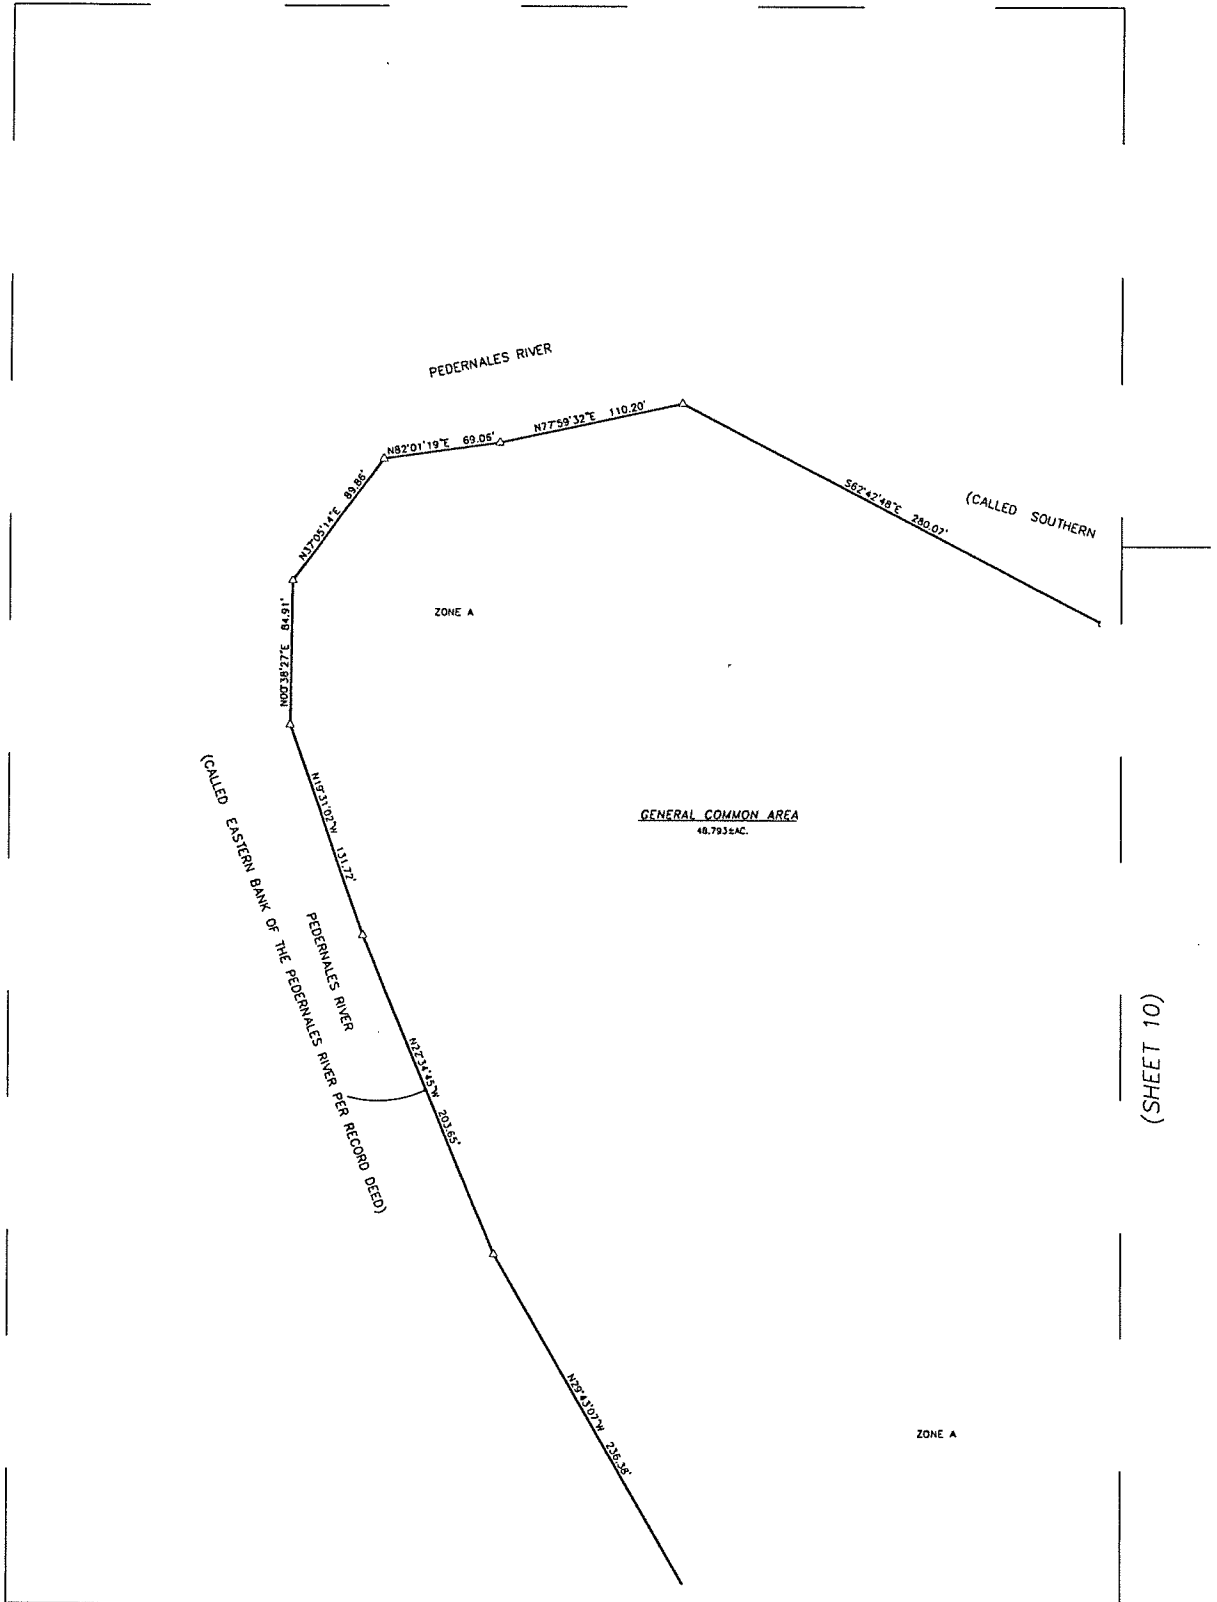 PEDERNALES RIVER
N77°59'32"E 110.20'
N82°01'19"E 69.06'
N37°05'14"E 89.86'
S62°42'48"E 280.07'
(CALLED SOUTHERN
ZONE A
N00°38'27"E 84.91'
N19°31'02"W 131.72'
GENERAL COMMON AREA
48.793±AC.
(CALLED EASTERN BANK OF THE PEDERNALES RIVER PER RECORD DEED)
PEDERNALES RIVER
N22°34'45"W 203.65'
(SHEET 10)
N29°43'07"W 236.38'
ZONE A